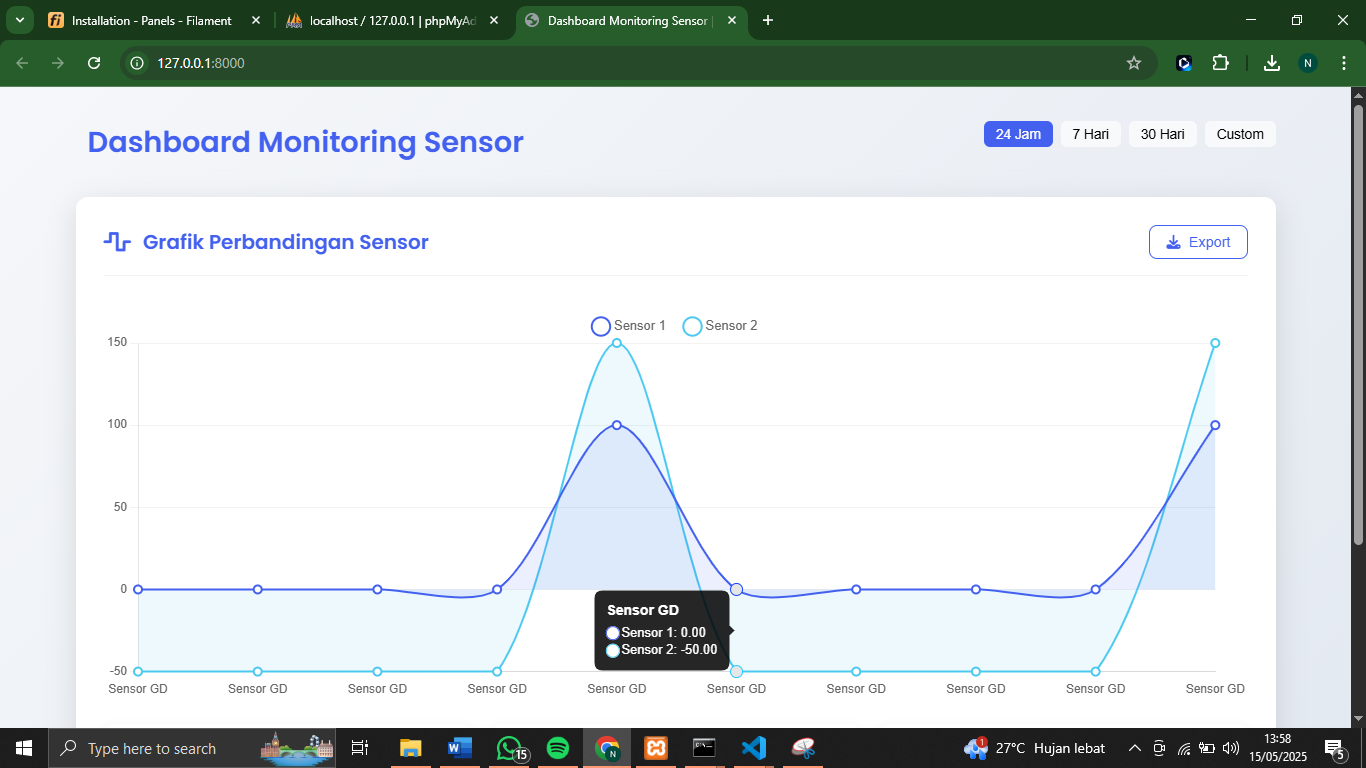 Installation - Panels - Filament
localhost / 127.0.0.1 | phpMyAd
Dashboard Monitoring Sensor |
127.0.0.1:8000
N
Dashboard Monitoring Sensor
24 Jam
7 Hari
30 Hari
Custom
Grafik Perbandingan Sensor
Export
Sensor 1
Sensor 2
150
100
50
0
-50
Sensor GD
Sensor 1: 0.00
Sensor 2: -50.00
Sensor GD
Sensor GD
Sensor GD
Sensor GD
Sensor GD
Sensor GD
Sensor GD
Sensor GD
Sensor GD
Sensor GD
Type here to search
15
N
1
27°C Hujan lebat
13:58
15/05/2025
5